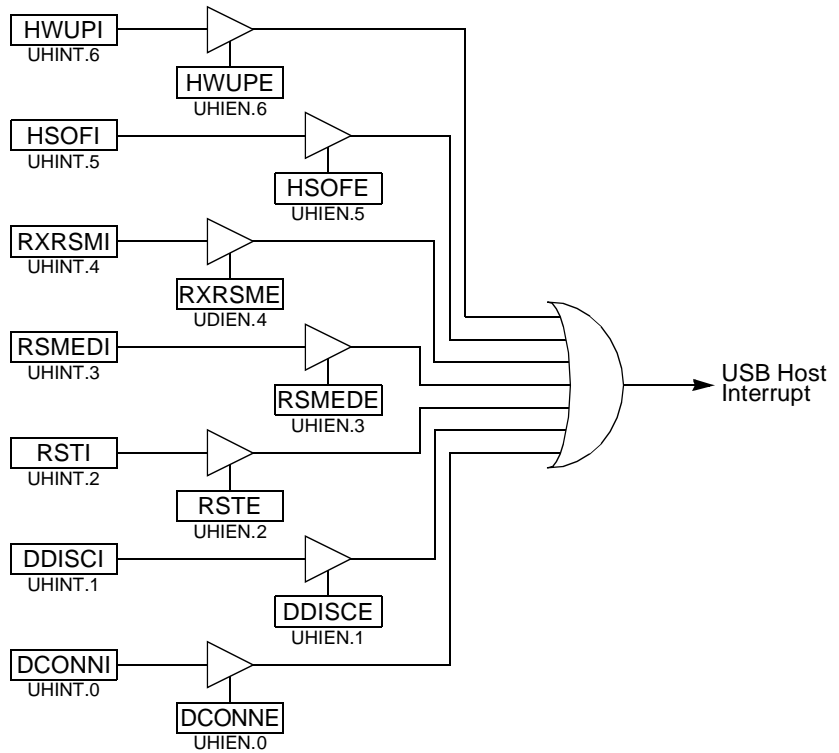 HWUPI
UHINT.6
HWUPE
UHIEN.6
HSOFI
UHINT.5
HSOFE
UHIEN.5
RXRSMI
UHINT.4
RXRSME
UDIEN.4
RSMEDI
UHINT.3
RSMEDE
UHIEN.3
USB Host
Interrupt
RSTI
UHINT.2
RSTE
UHIEN.2
DDISCI
UHINT.1
DDISCE
UHIEN.1
DCONNI
UHINT.0
DCONNE
UHIEN.0